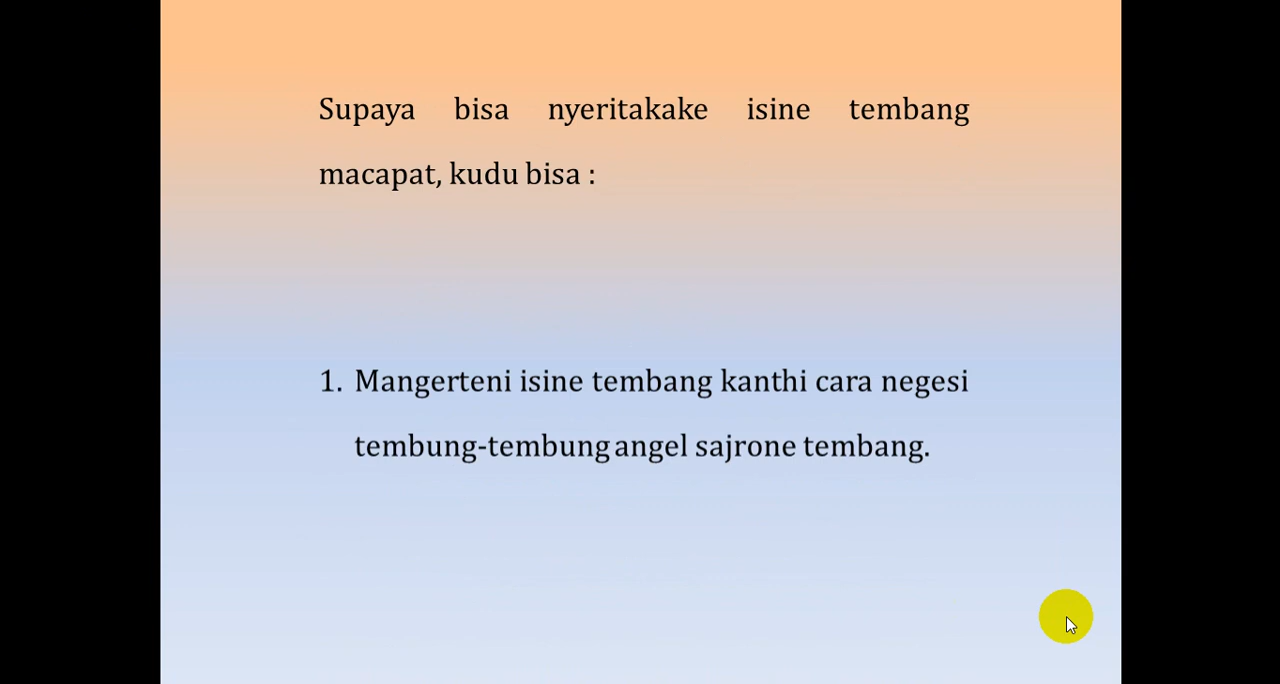 Supaya bisa nyeritakake isine tembang
macapat, kudu bisa :
1. Mangerteni isine tembang kanthi cara negesi
tembung-tembung angel sajrone tembang.